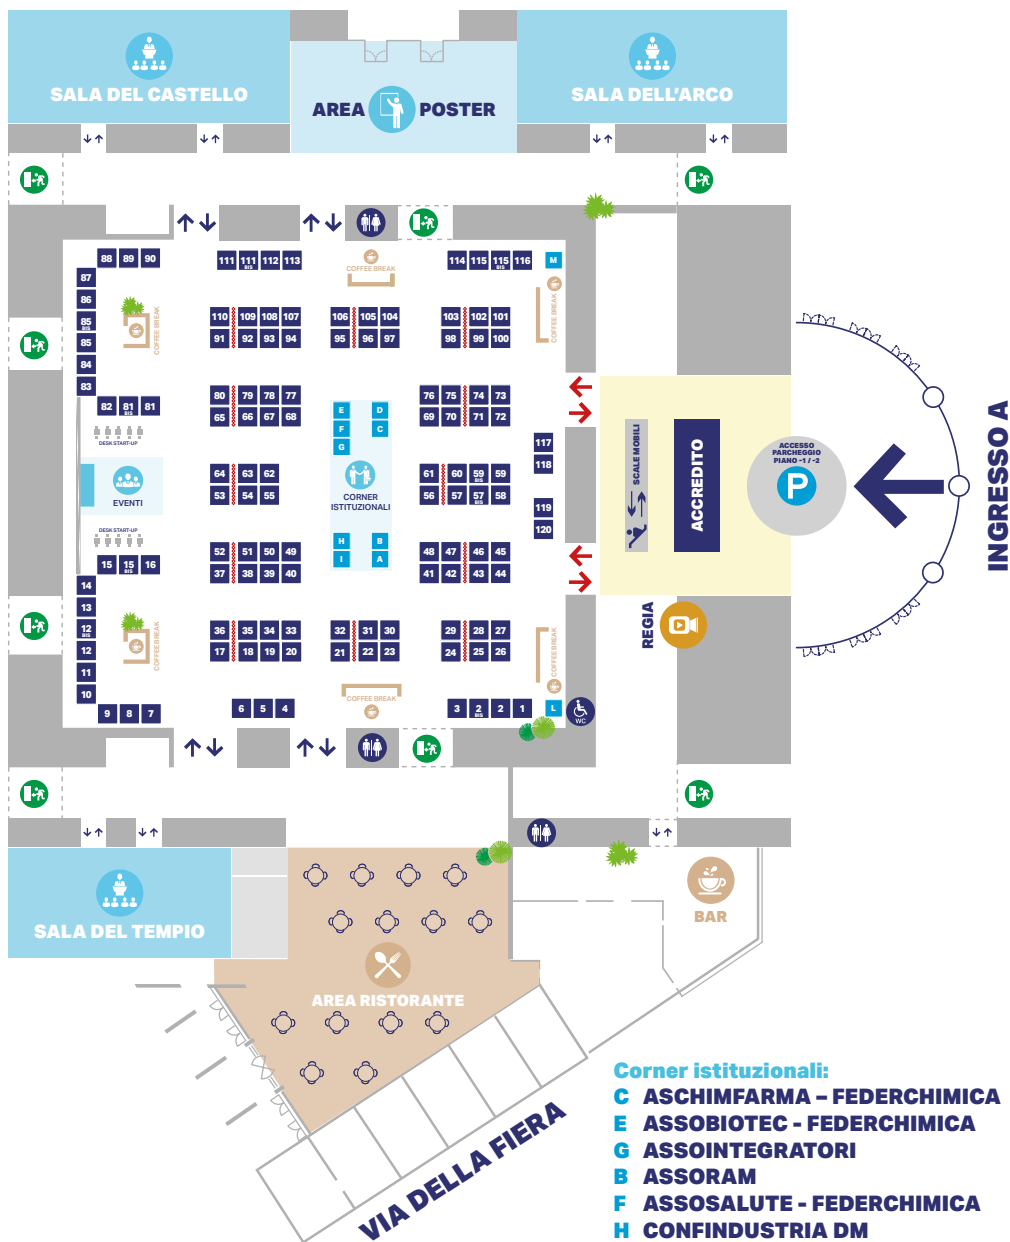 SALA DEL CASTELLO
AREA POSTER
SALA DELL'ARCO
88 89 90
111 111 BIS 112 113
COFFEE BREAK
114 115 115 BIS 116
M
87
86
85 BIS
85
84
83
COFFEE BREAK
COFFEE BREAK
110 109 108 107
91 92 93 94
106 105 104
95 96 97
103 102 101
98 99 100
82 81 BIS 81
DESK START-UP
80 79 78 77
65 66 67 68
E D
F C
G
76 75 74 73
69 70 71 72
117
118
EVENTI
64 63 62
53 54 55
CORNER
ISTITUZIONALI
61 60 59 BIS 59
56 57 57 BIS 58
119
120
SCALE MOBILI
ACCREDITO
ACCESSO
PARCHEGGIO
PIANO -1 / -2
P
INGRESSO A
DESK START-UP
15 15 BIS 16
52 51 50 49
37 38 39 40
H B
I A
48 47 46 45
41 42 43 44
14
13
12 BIS
12
11
10
COFFEE BREAK
36 35 34 33
17 18 19 20
32 31 30
21 22 23
29 28 27
24 25 26
COFFEE BREAK
REGIA
9 8 7
6 5 4
COFFEE BREAK
3 2 BIS 2 1
L
WC
SALA DEL TEMPIO
BAR
AREA RISTORANTE
VIA DELLA FIERA
Corner istituzionali:
C ASCHIMFARMA – FEDERCHIMICA
E ASSOBIOTEC - FEDERCHIMICA
G ASSOINTEGRATORI
B ASSORAM
F ASSOSALUTE - FEDERCHIMICA
H CONFINDUSTRIA DM